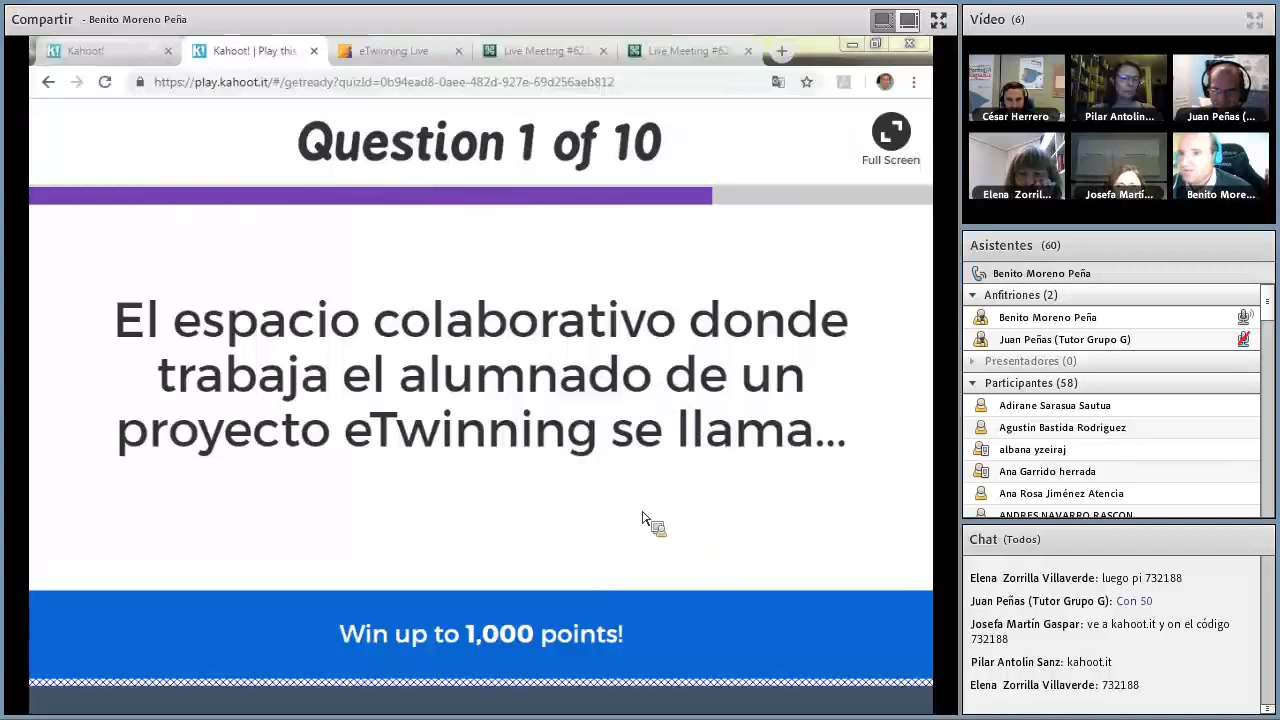 Compartir - Benito Moreno Peña
Kahoot!
Kahoot! | Play this
eTwinning Live
Live Meeting #62
Live Meeting #62
https://play.kahoot.it etready?quizId=0b94ead8-0aee-482d-927e-69d256aeb812
Question 1 of 10
Full Screen
El espacio colaborativo donde
trabaja el alumnado de un
proyecto eTwinning se llama...
Win up to 1,000 points!
Vídeo (6)
César Herrero
Pilar Antolin...
Juan Peñas (...
Elena Zorril...
Josefa Martí...
Benito More...
Asistentes (60)
Benito Moreno Peña
Anfitriones (2)
Benito Moreno Peña
Juan Peñas (Tutor Grupo G)
Presentadores (0)
Participantes (58)
Adirane Sarasua Sautua
Agustin Bastida Rodriguez
albana yzeiraj
Ana Garrido herrada
Ana Rosa Jiménez Atencia
ANDRES NAVARRO RASCON
Chat (Todos)
Elena Zorrilla Villaverde: luego pi 732188
Juan Peñas (Tutor Grupo G): Con 50
Josefa Martín Gaspar: ve a kahoot.it y on el código
732188
Pilar Antolin Sanz: kahoot.it
Elena Zorrilla Villaverde: 732188